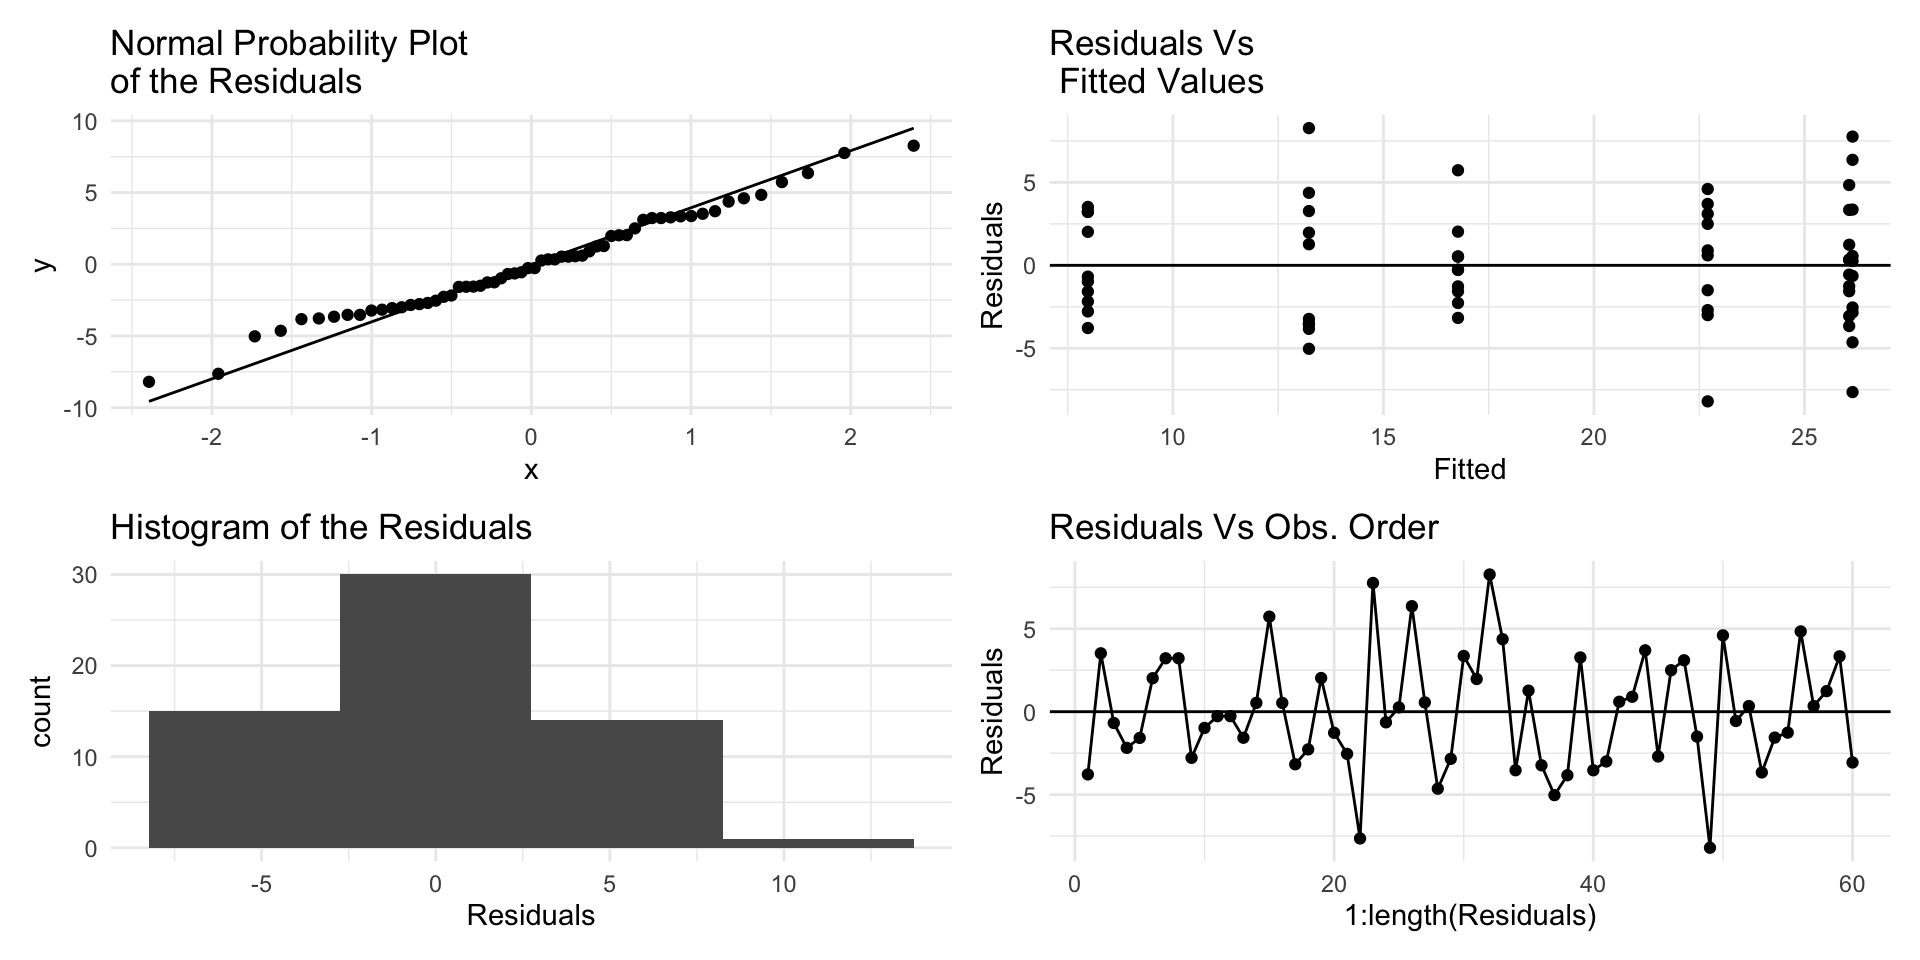 Normal Probability Plot
of the Residuals
10
5
0
-5
-10
y
-2 -1 0 1 2
x
Residuals Vs
Fitted Values
5
0
-5
Residuals
10 15 20 25
Fitted
Histogram of the Residuals
30
20
10
0
count
-5 0 5 10
Residuals
Residuals Vs Obs. Order
5
0
-5
Residuals
0 20 40 60
1:length(Residuals)